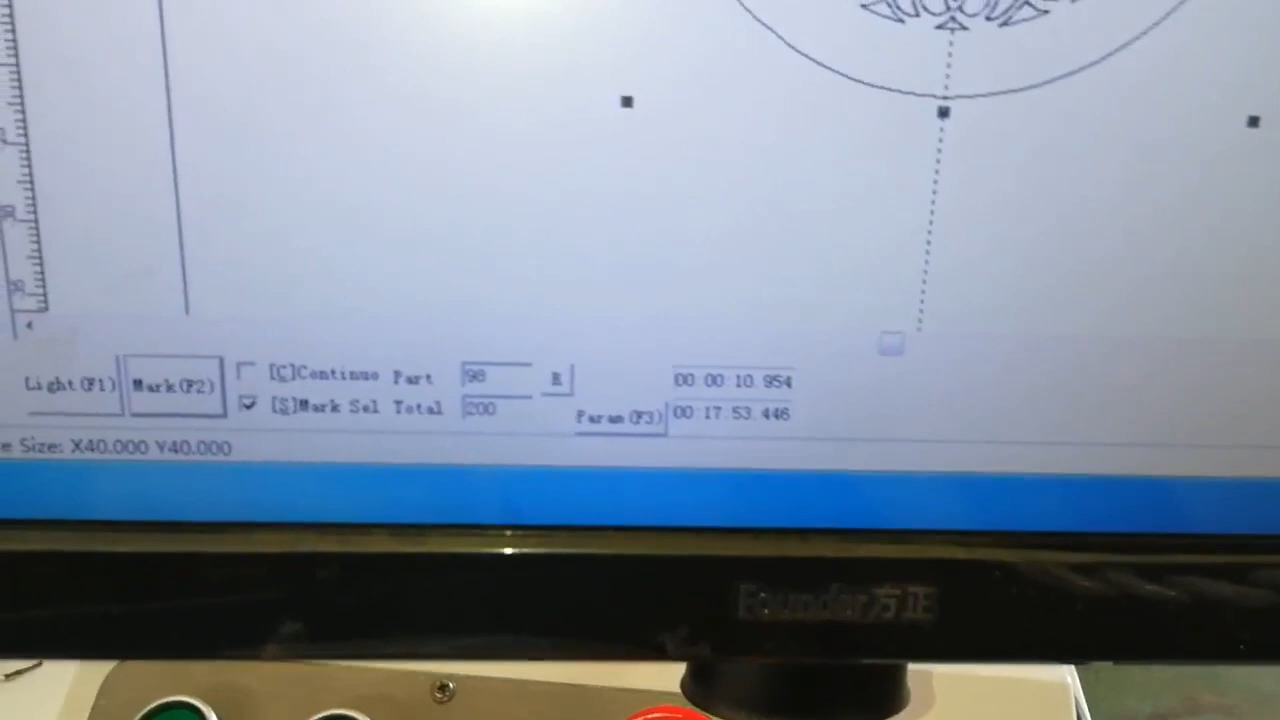 Light(F1) Mark(F2) [C]Continuo Part 98 R 00:00:10.954
[S]Mark Sel Total 200 Param(F3) 00:17:53.446
e Size: X40.000 Y40.000
Founder方正